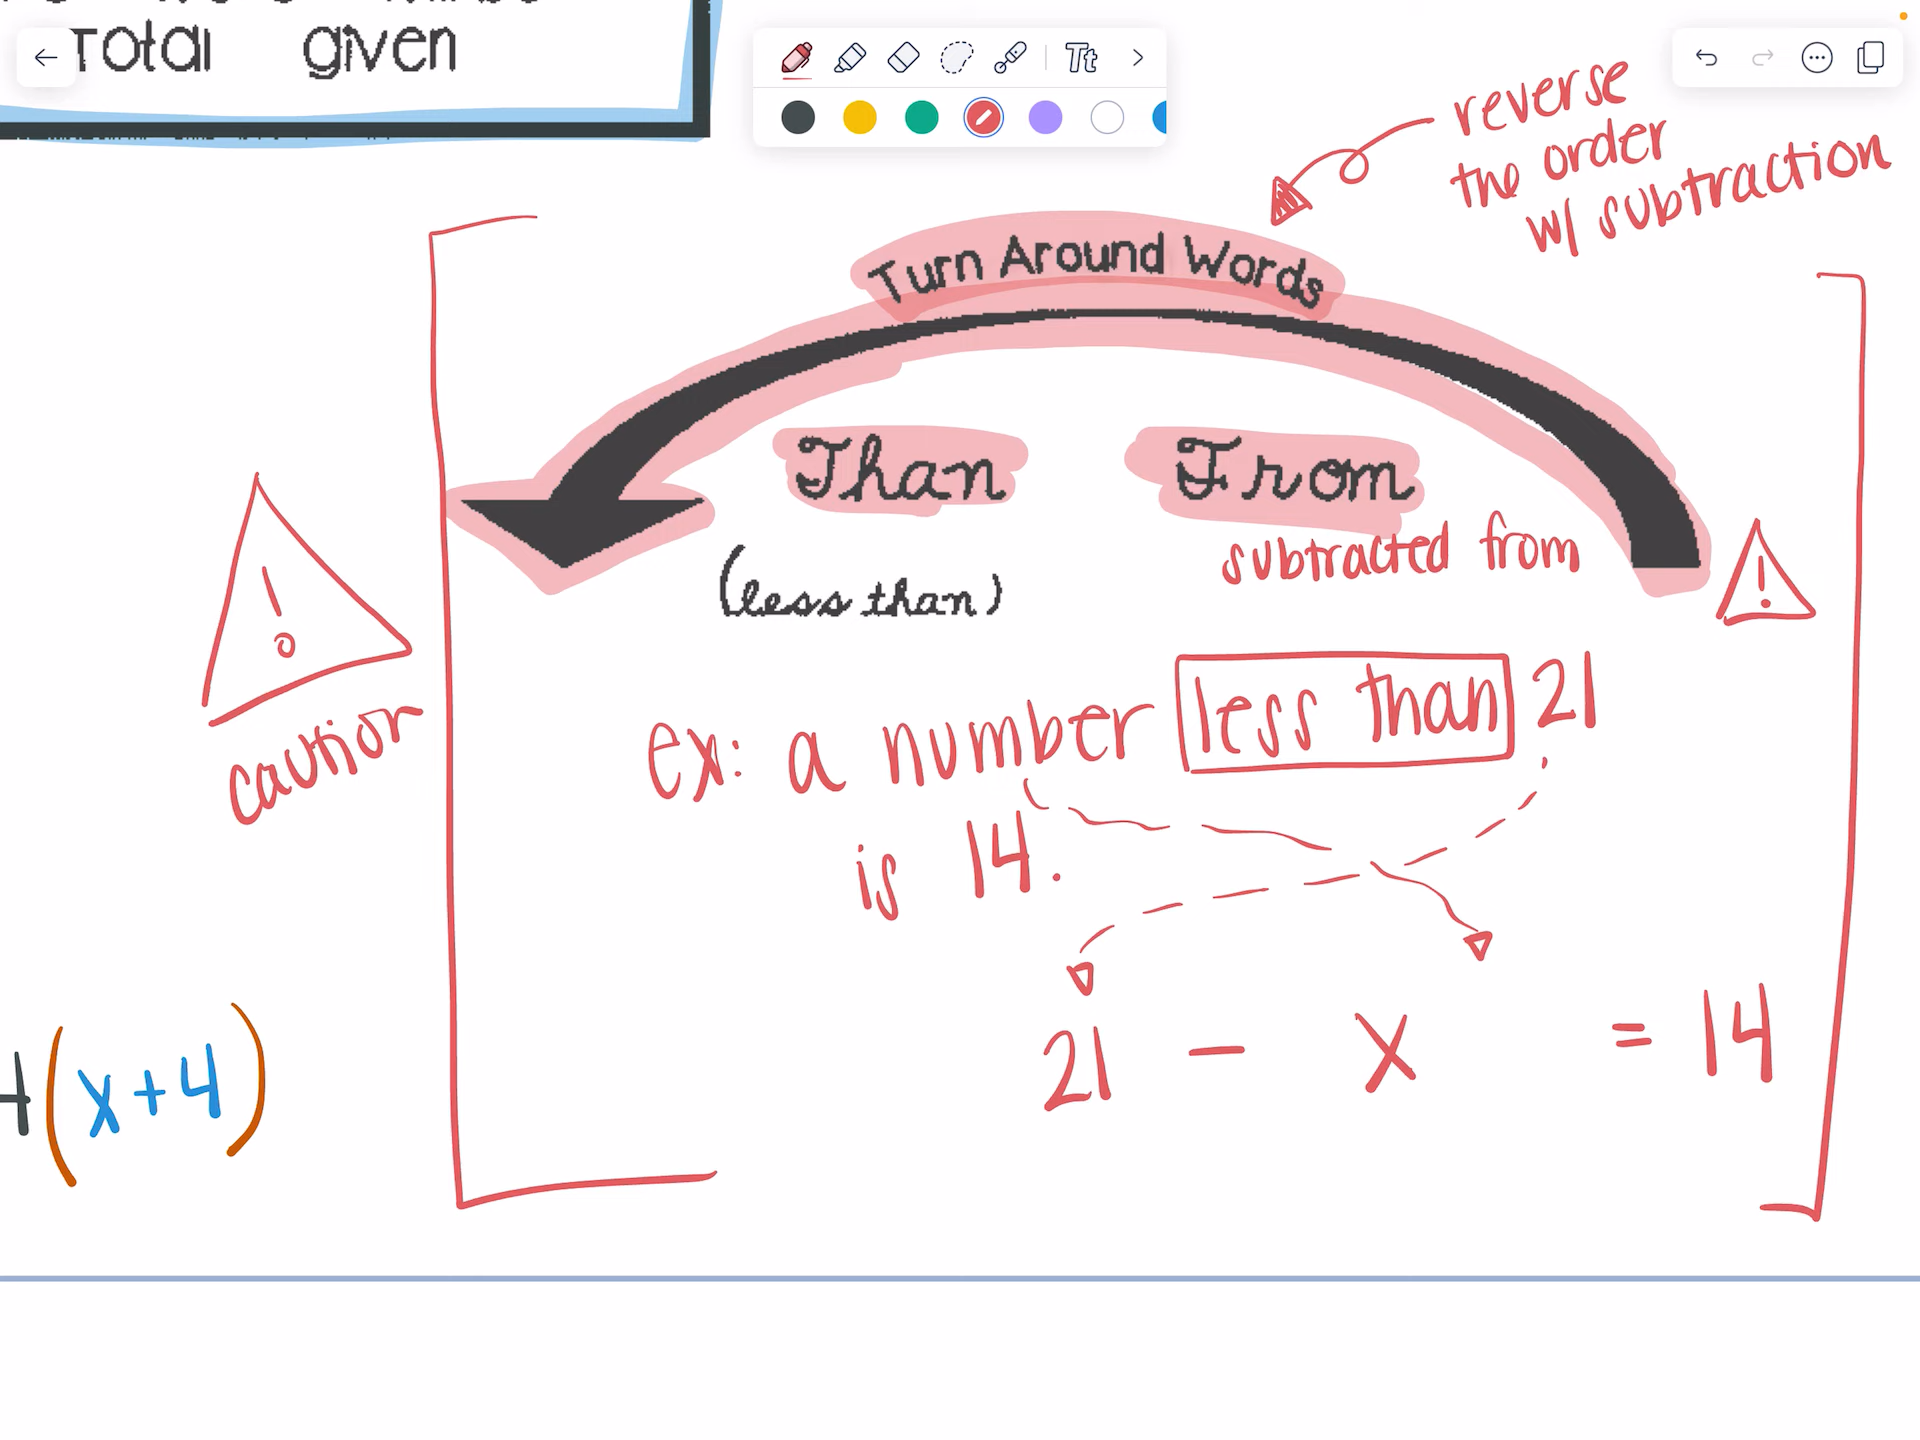 Total given
Tt
reverse
the order
w/ subtraction
Turn Around Words
Than From
subtracted from
(less than)
ex: a number less than 21
is 14.
caution
4(x+4)
21 - x = 14